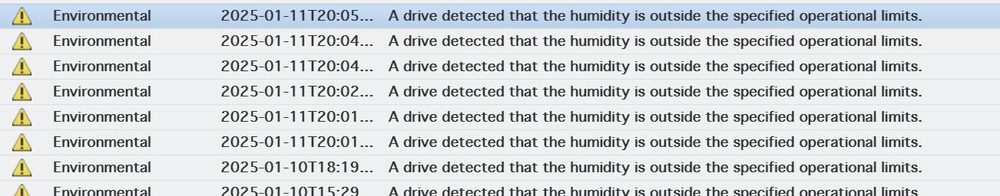 Environmental 2025-01-11T20:05... A drive detected that the humidity is outside the specified operational limits.
Environmental 2025-01-11T20:04... A drive detected that the humidity is outside the specified operational limits.
Environmental 2025-01-11T20:04... A drive detected that the humidity is outside the specified operational limits.
Environmental 2025-01-11T20:02... A drive detected that the humidity is outside the specified operational limits.
Environmental 2025-01-11T20:01... A drive detected that the humidity is outside the specified operational limits.
Environmental 2025-01-11T20:01... A drive detected that the humidity is outside the specified operational limits.
Environmental 2025-01-10T18:19... A drive detected that the humidity is outside the specified operational limits.
Environmental 2025-01-10T15:29... A drive detected that the humidity is outside the specified operational limits.